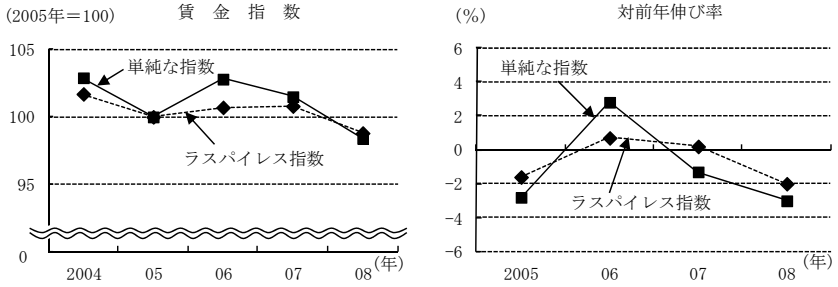 (2005年=100)
賃　金　指　数
105
100
95
0
単純な指数
ラスパイレス指数
2004
05
06
07
08
(年)
(%)
対前年伸び率
6
4
2
0
−2
−4
−6
単純な指数
ラスパイレス指数
2005
06
07
08
(年)